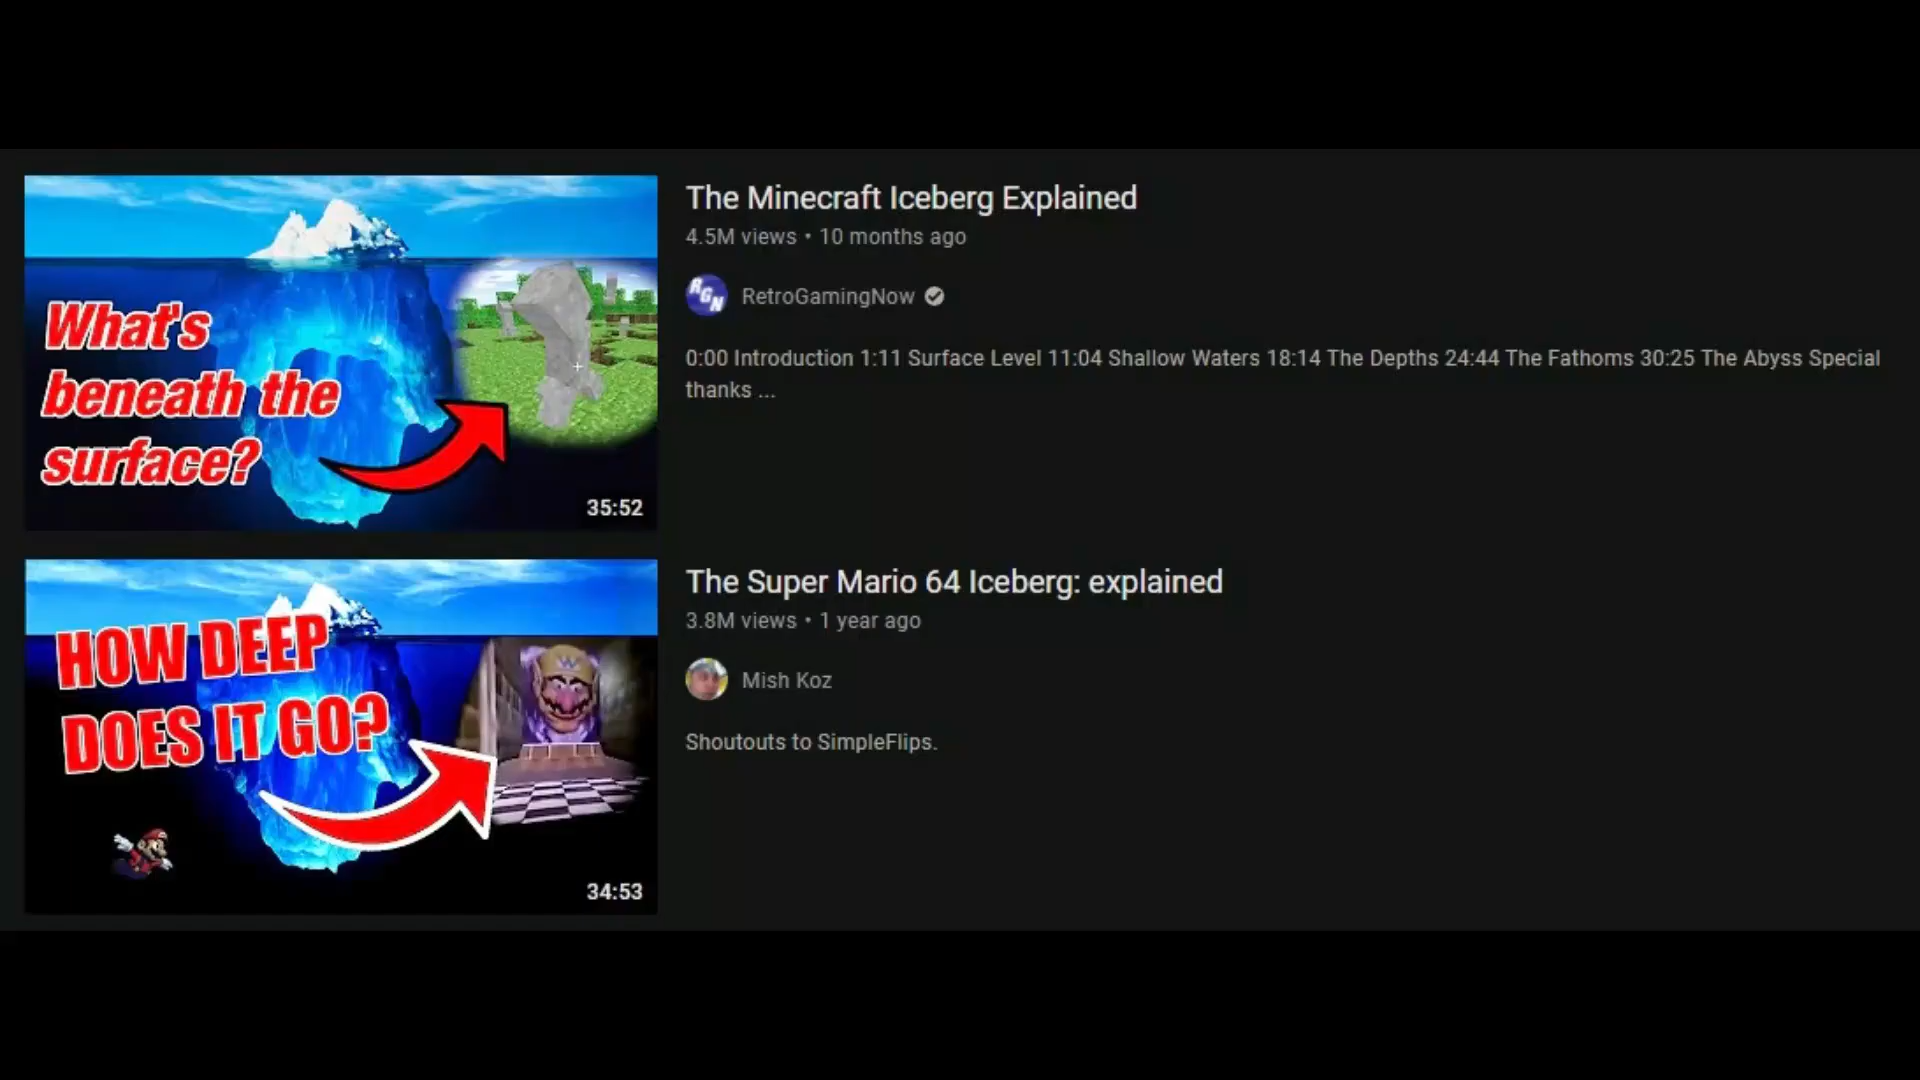 What's
beneath the
surface?
35:52
The Minecraft Iceberg Explained
4.5M views • 10 months ago
RGN
RetroGamingNow
0:00 Introduction 1:11 Surface Level 11:04 Shallow Waters 18:14 The Depths 24:44 The Fathoms 30:25 The Abyss Special
thanks ...
HOW DEEP
DOES IT GO?
W
34:53
The Super Mario 64 Iceberg: explained
3.8M views • 1 year ago
Mish Koz
Shoutouts to SimpleFlips.